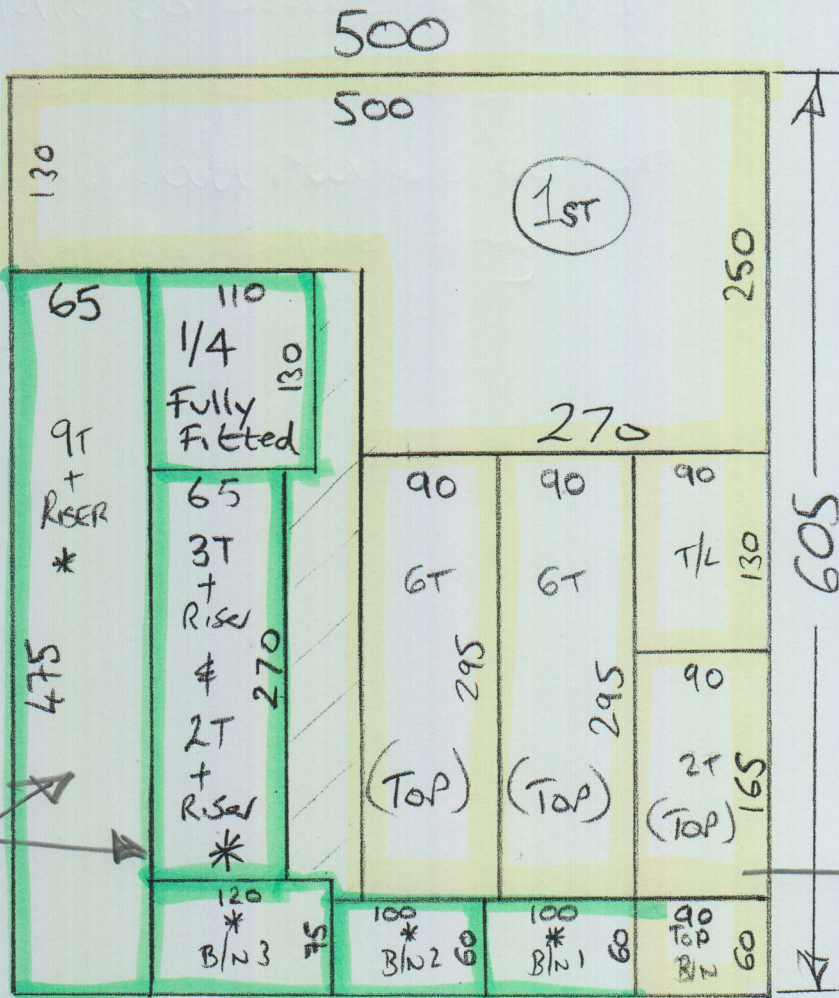 500
500
130
1ST
250
270
605
65
9T
+
RISER
*
475
110
1/4
130
Fully
Fitted
65
3T
+
Riser
&
2T
+
Riser
*
270
90
6T
295
(TOP)
90
6T
295
(TOP)
90
T/L
130
90
2T
165
(TOP)
120
*
B/N 3
75
100
*
B/N 2
60
100
*
B/N 1
60
90
TOP
B/N
60